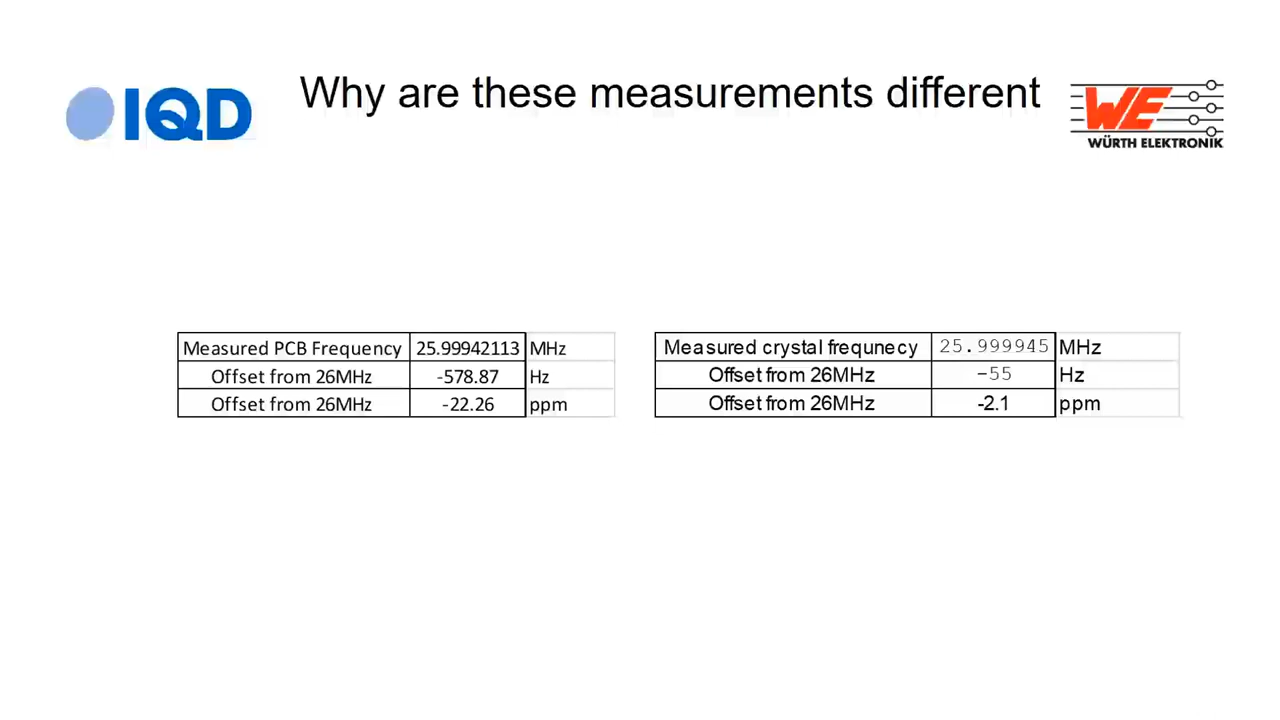 Why are these measurements different
IQD
WE
WÜRTH ELEKTRONIK
Measured PCB Frequency 25.99942113 MHz
Offset from 26MHz -578.87 Hz
Offset from 26MHz -22.26 ppm
Measured crystal frequnecy 25.999945 MHz
Offset from 26MHz -55 Hz
Offset from 26MHz -2.1 ppm